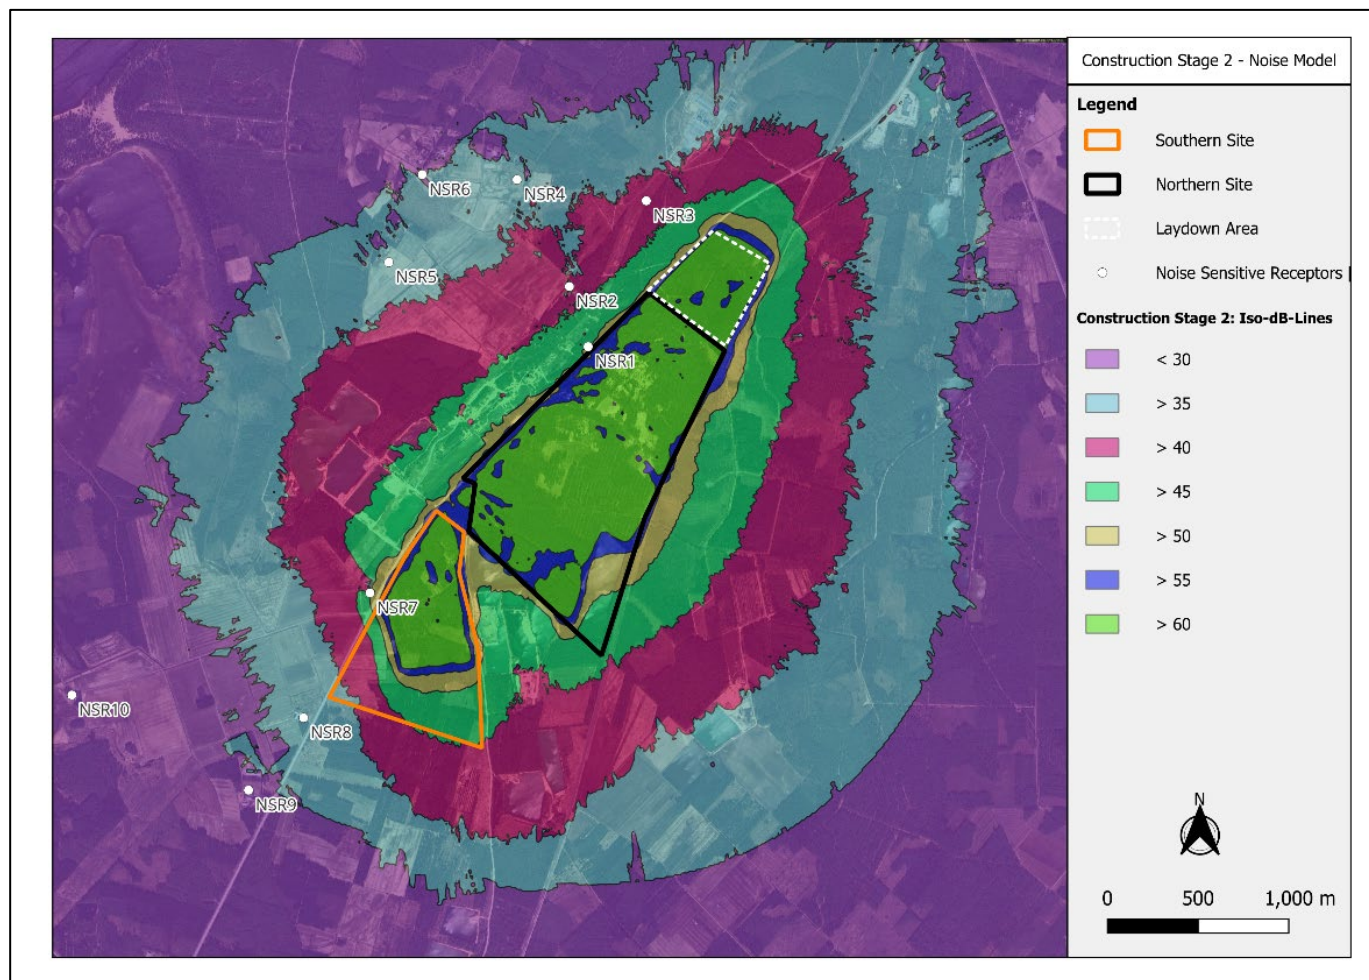 Construction Stage 2 - Noise Model
Legend
Southern Site
Northern Site
Laydown Area
Noise Sensitive Receptors |
Construction Stage 2: Iso-dB-Lines
< 30
> 35
> 40
> 45
> 50
> 55
> 60
N
0 500 1,000 m
NSR6
NSR4
NSR3
NSR5
NSR2
NSR1
NSR7
NSR10
NSR8
NSR9